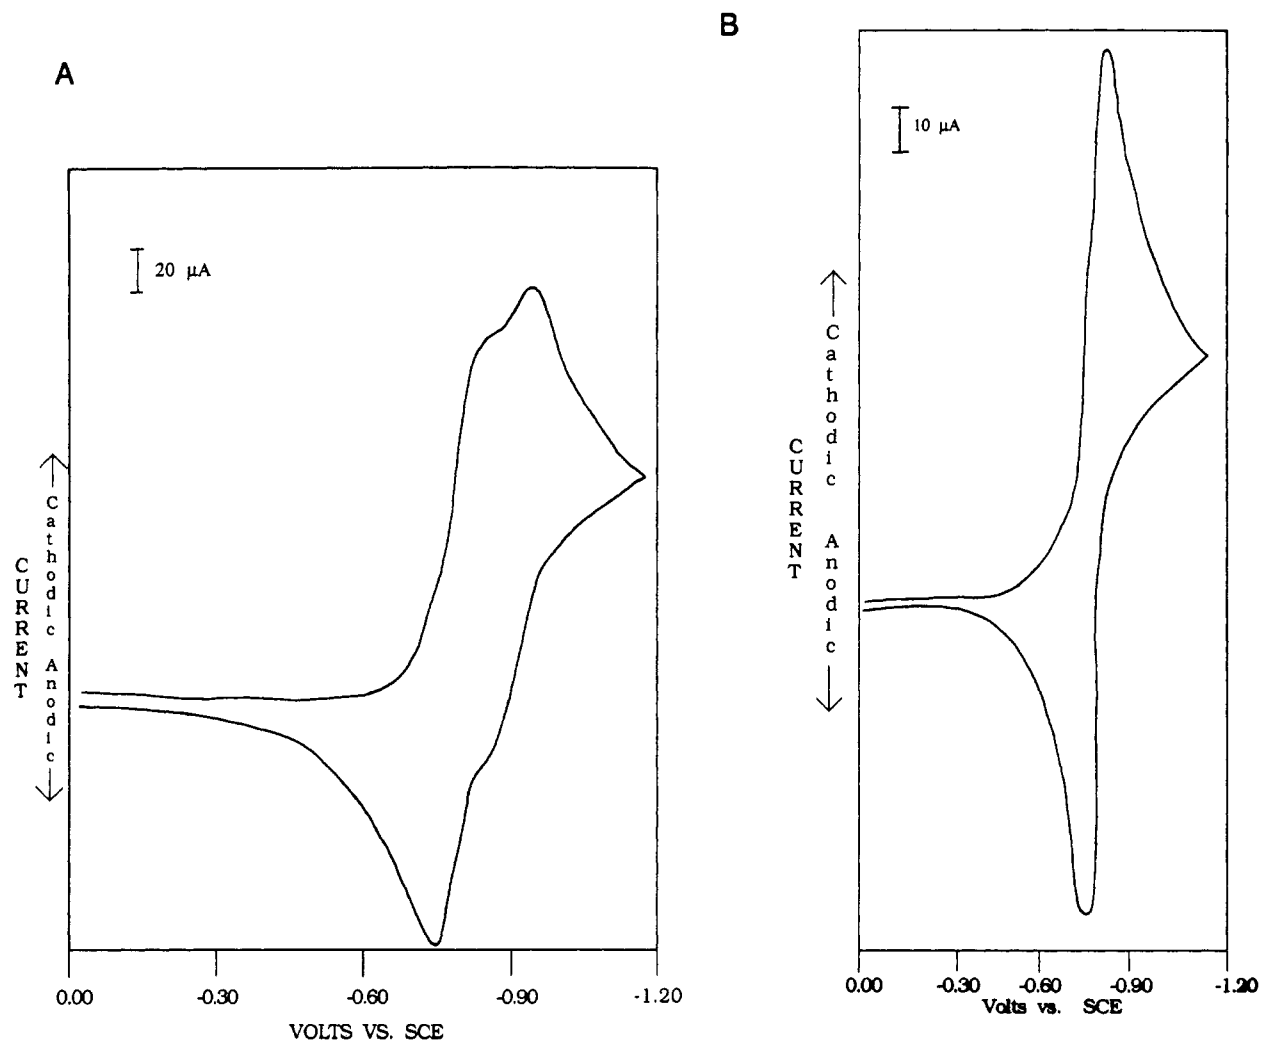 A
20 μA
CURRENT
Cathodic Anodic
0.00 -0.30 -0.60 -0.90 -1.20
VOLTS VS. SCE
B
10 μA
CURRENT
Cathodic Anodic
0.00 -0.30 -0.60 -0.90 -1.20
Volts vs. SCE